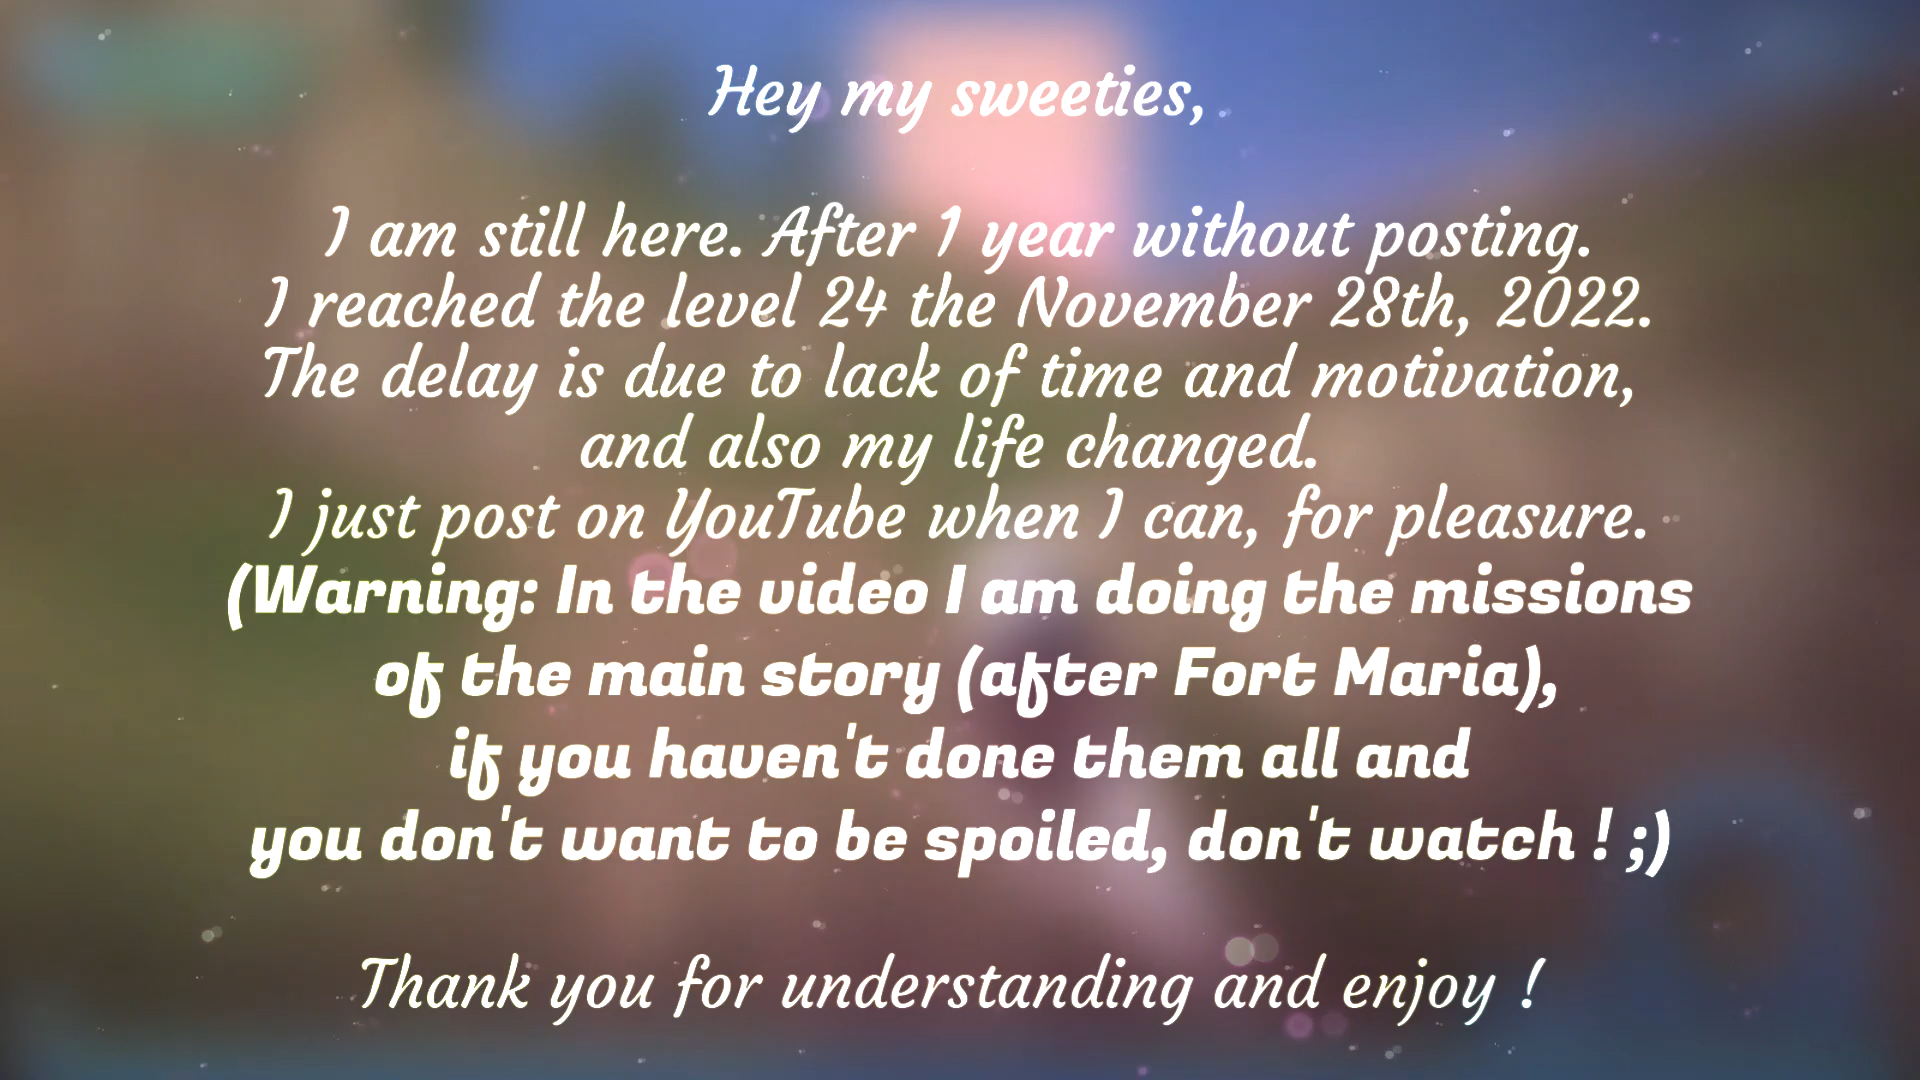 Hey my sweeties,
I am still here. After 1 year without posting.
I reached the level 24 the November 28th, 2022.
The delay is due to lack of time and motivation,
and also my life changed.
I just post on YouTube when I can, for pleasure.
(Warning: In the video I am doing the missions
of the main story (after Fort Maria),
if you haven't done them all and
you don't want to be spoiled, don't watch ! ;)
Thank you for understanding and enjoy !